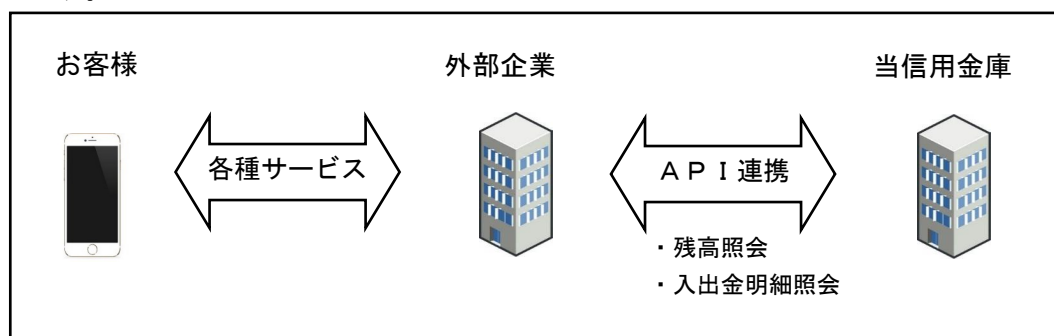 お客様
外部企業
当信用金庫
各種サービス
ＡＰＩ連携
・残高照会
・入出金明細照会